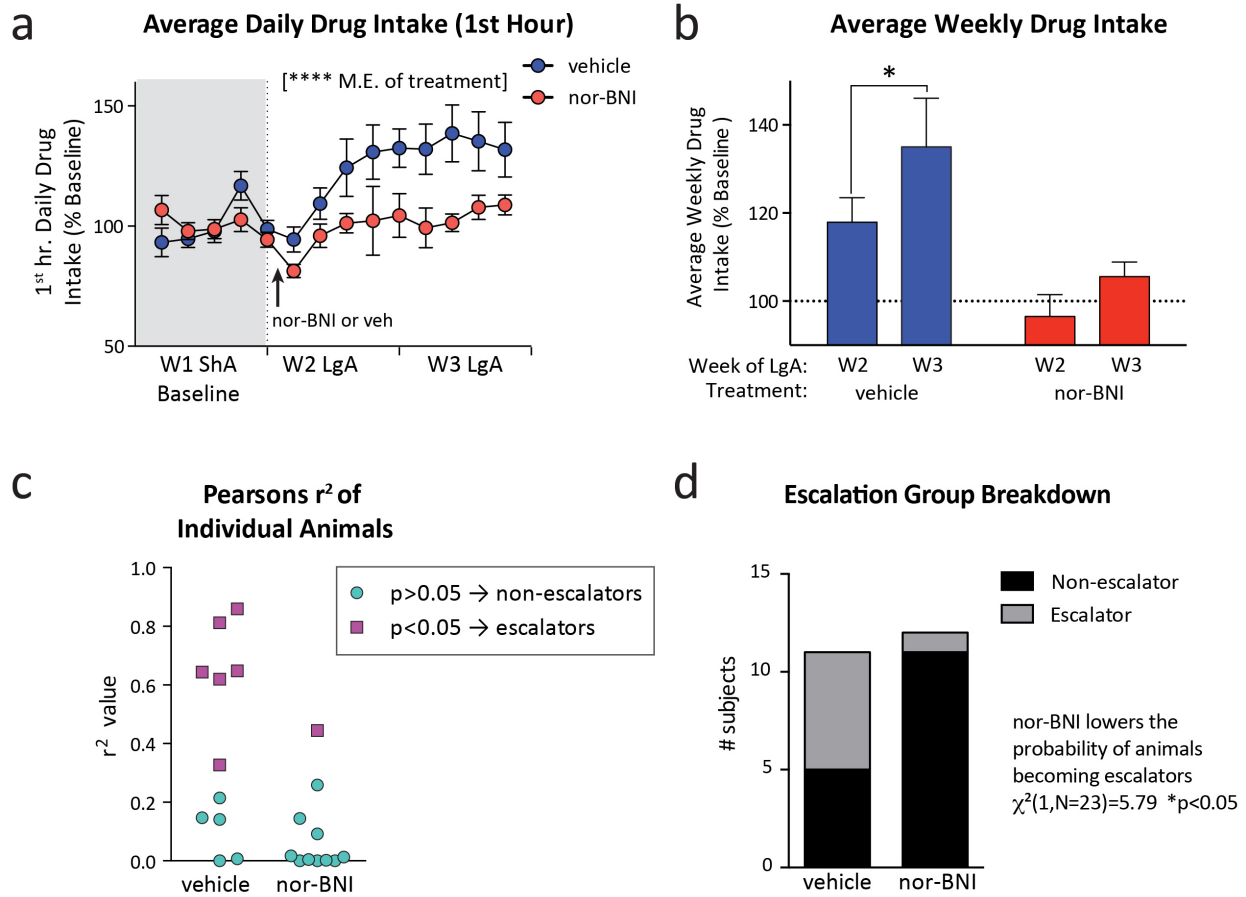 a
Average Daily Drug Intake (1st Hour)
[**** M.E. of treatment]
vehicle
nor-BNI
1st hr. Daily Drug
Intake (% Baseline)
150
100
50
nor-BNI or veh
W1 ShA
Baseline
W2 LgA
W3 LgA
b
Average Weekly Drug Intake
*
Average Weekly Drug
Intake (% Baseline )
140
120
100
Week of LgA:
W2
W3
W2
W3
Treatment:
vehicle
nor-BNI
c
Pearsons r² of
Individual Animals
r² value
1.0
0.8
0.6
0.4
0.2
0.0
p>0.05 → non-escalators
p<0.05 → escalators
vehicle
nor-BNI
d
Escalation Group Breakdown
# subjects
15
10
5
0
Non-escalator
Escalator
nor-BNI lowers the
probability of animals
becoming escalators
χ²(1,N=23)=5.79 *p<0.05
vehicle
nor-BNI